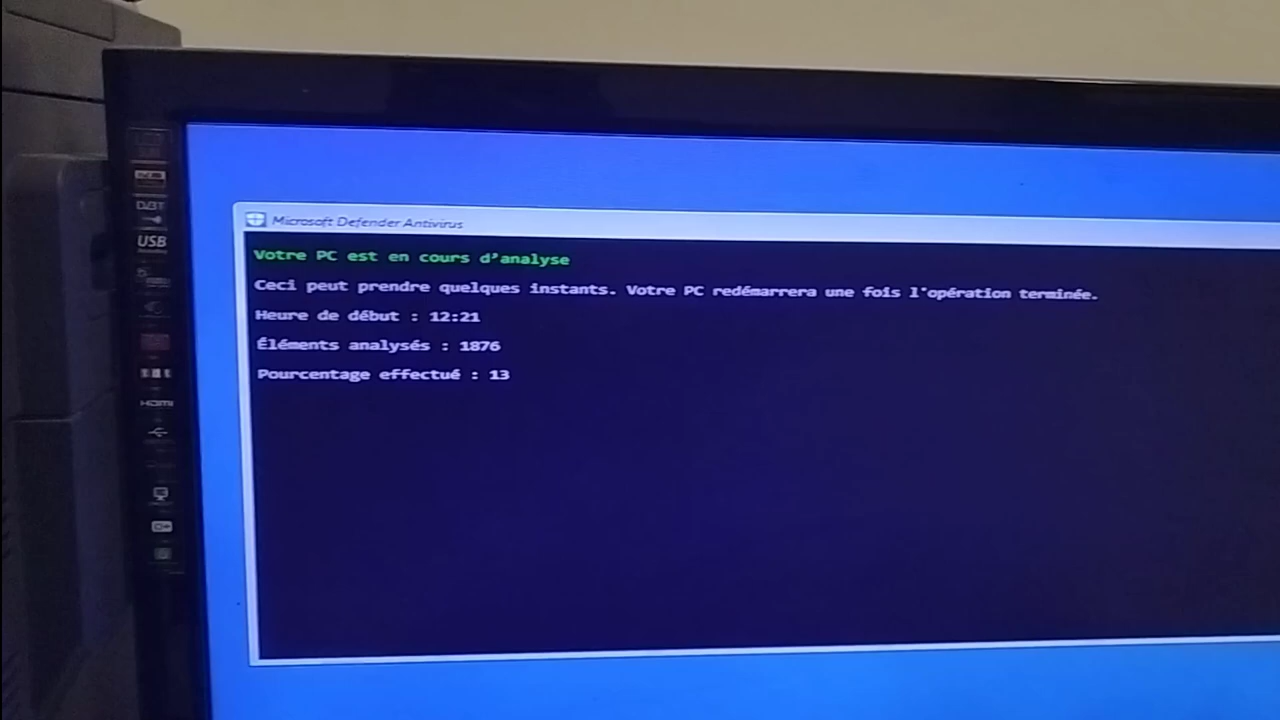 DVBT
USB
HDMI
Microsoft Defender Antivirus
Votre PC est en cours d'analyse
Ceci peut prendre quelques instants. Votre PC redémarrera une fois l'opération terminée.
Heure de début : 12:21
Éléments analysés : 1876
Pourcentage effectué : 13